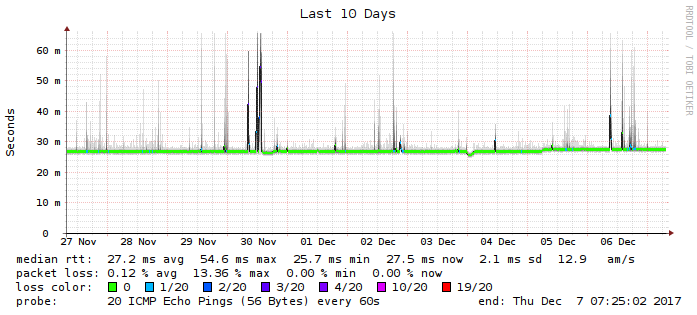 Last 10 Days
RRDTOOL / TOBI OETIKER
Seconds
60 m
50 m
40 m
30 m
20 m
10 m
0
27 Nov 28 Nov 29 Nov 30 Nov 01 Dec 02 Dec 03 Dec 04 Dec 05 Dec 06 Dec
median rtt: 27.2 ms avg 54.6 ms max 25.7 ms min 27.5 ms now 2.1 ms sd 12.9 am/s
packet loss: 0.12 % avg 13.36 % max 0.00 % min 0.00 % now
loss color: 0 1/20 2/20 3/20 4/20 10/20 19/20
probe: 20 ICMP Echo Pings (56 Bytes) every 60s end: Thu Dec 7 07:25:02 2017